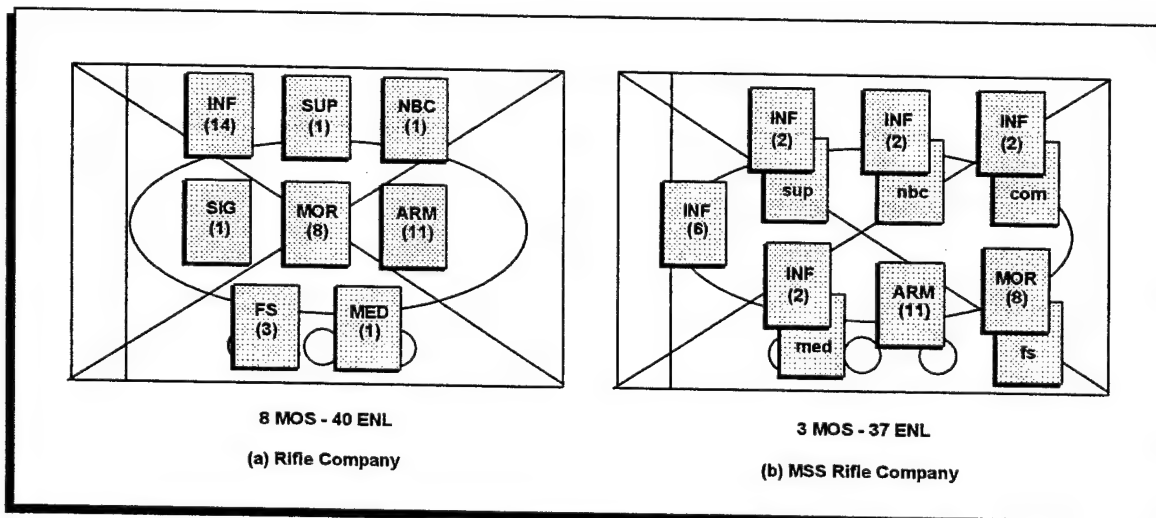 INF
(14)
SUP
(1)
NBC
(1)
SIG
(1)
MOR
(8)
ARM
(11)
FS
(3)
MED
(1)
8 MOS - 40 ENL
(a) Rifle Company
INF
(2)
sup
INF
(2)
nbc
INF
(2)
com
INF
(6)
INF
(2)
med
ARM
(11)
MOR
(8)
fs
3 MOS - 37 ENL
(b) MSS Rifle Company